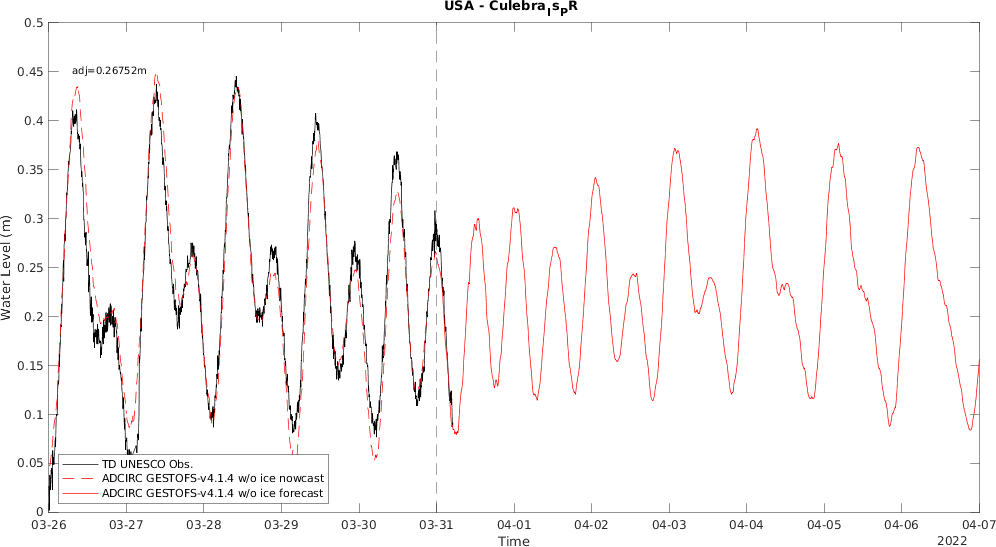 USA - CulebraIsPR
adj=0.26752m
Water Level (m)
0.5
0.45
0.4
0.35
0.3
0.25
0.2
0.15
0.1
0.05
0
TD UNESCO Obs.
ADCIRC GESTOFS-v4.1.4 w/o ice nowcast
ADCIRC GESTOFS-v4.1.4 w/o ice forecast
03-26 03-27 03-28 03-29 03-30 03-31 04-01 04-02 04-03 04-04 04-05 04-06 04-07
Time
2022